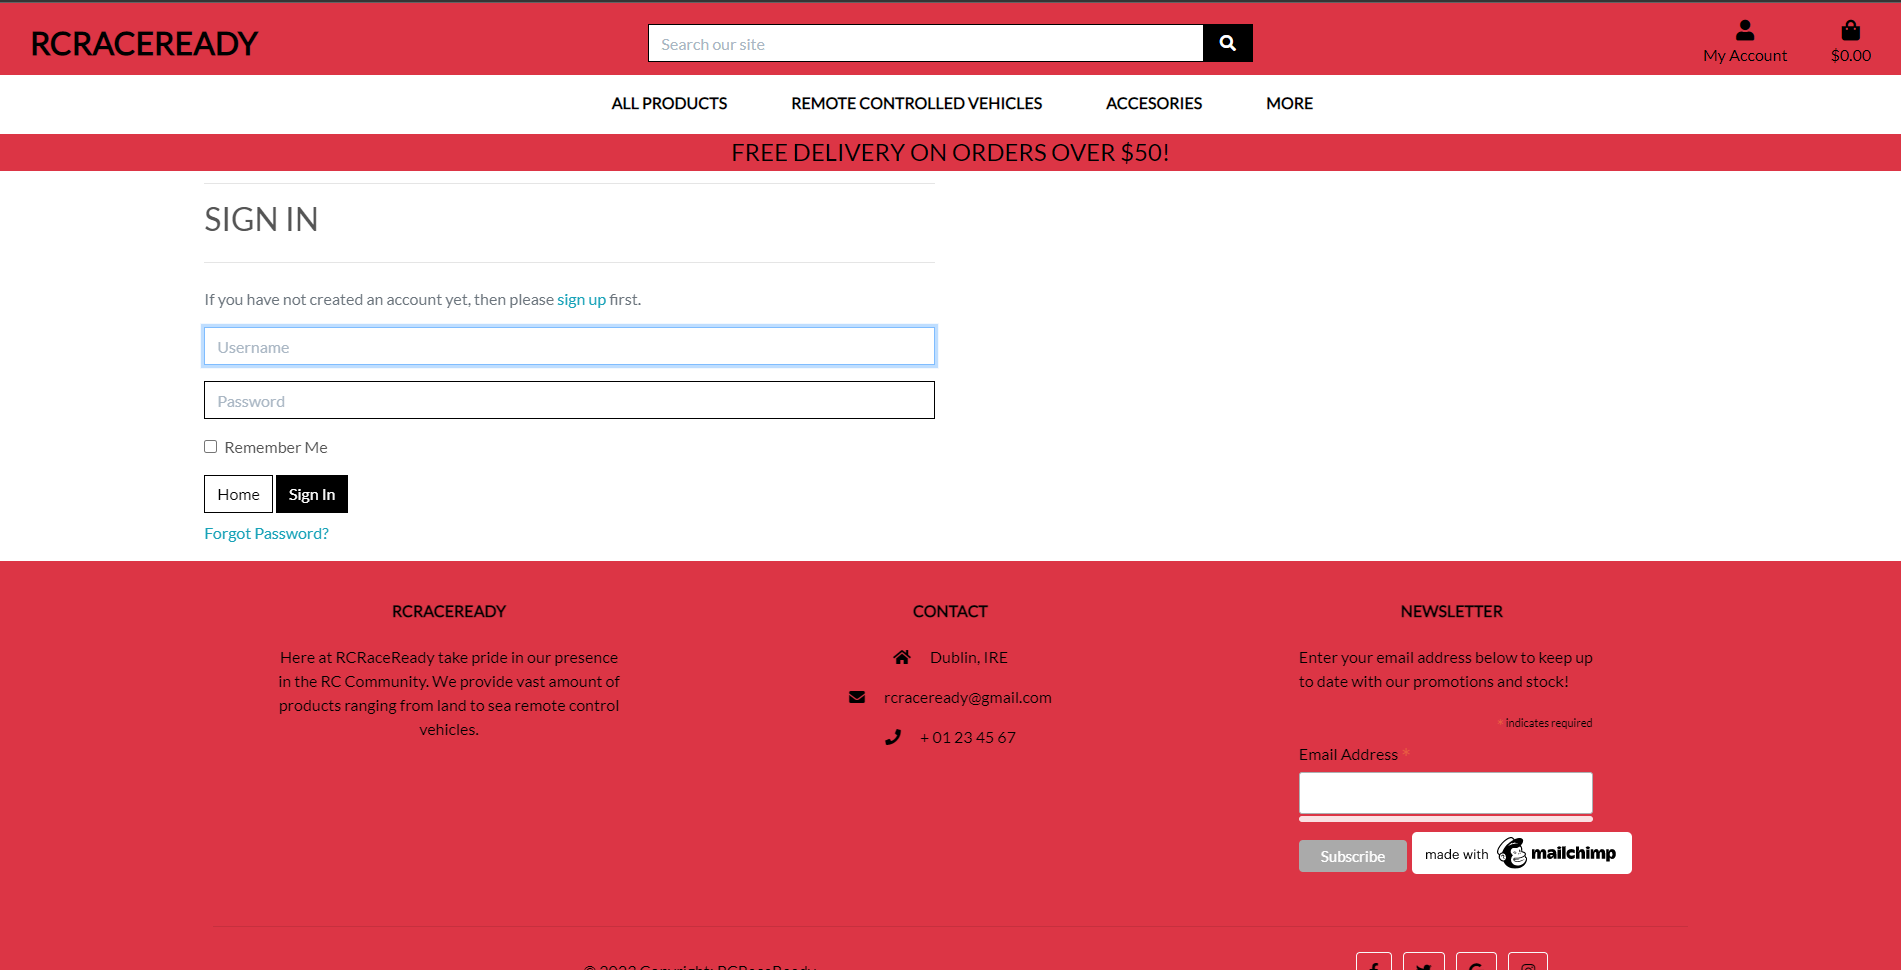 RCRACEREADY
Search our site
My Account
$0.00
ALL PRODUCTS
REMOTE CONTROLLED VEHICLES
ACCESORIES
MORE
FREE DELIVERY ON ORDERS OVER $50!
SIGN IN
If you have not created an account yet, then please sign up first.
Username
Password
Remember Me
Home
Sign In
Forgot Password?
RCRACEREADY
Here at RCRaceReady take pride in our presence
in the RC Community. We provide vast amount of
products ranging from land to sea remote control
vehicles.
CONTACT
Dublin, IRE
rcraceready@gmail.com
+ 01 23 45 67
NEWSLETTER
Enter your email address below to keep up
to date with our promotions and stock!
* indicates required
Email Address *
Subscribe
made with mailchimp
Copyright: RCRaceReady